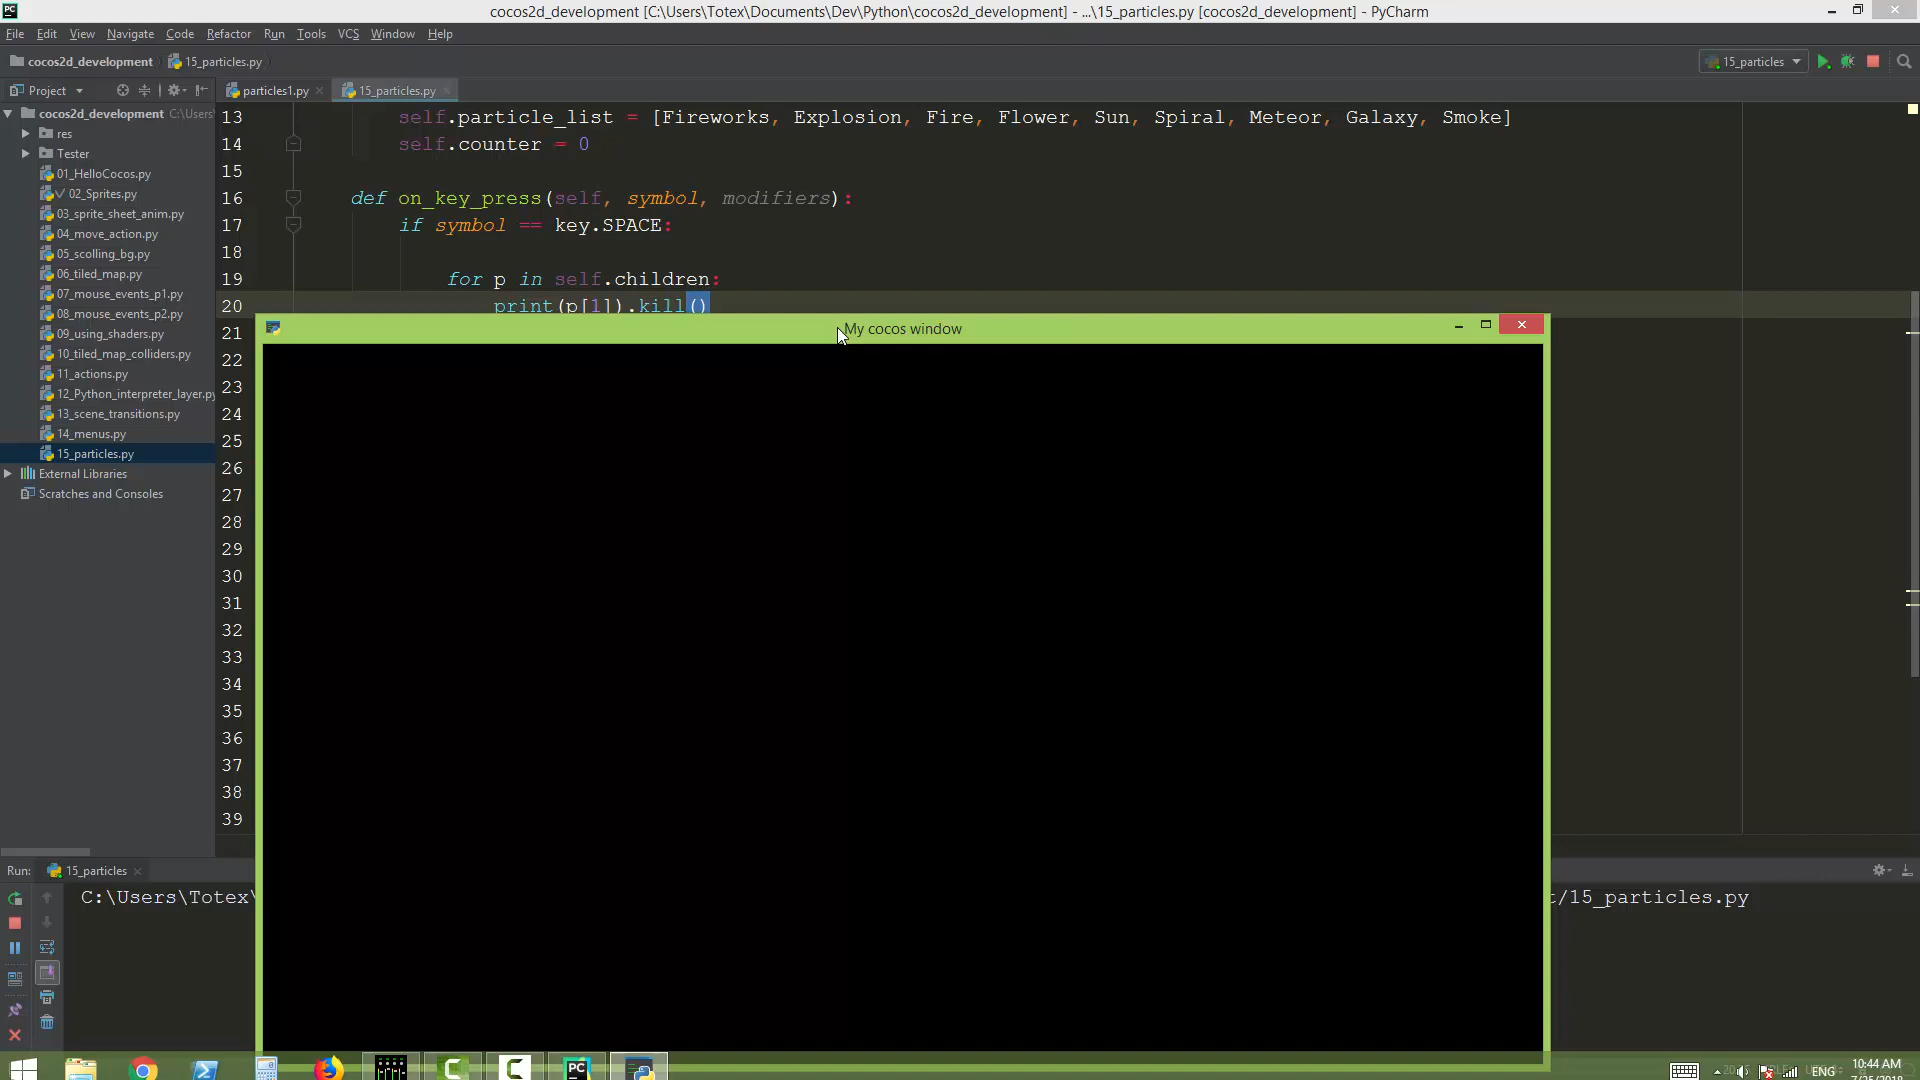 cocos2d_development [C:\Users\Totex\Documents\Dev\Python\cocos2d_development] - ...\15_particles.py [cocos2d_development] - PyCharm
File Edit View Navigate Code Refactor Run Tools VCS Window Help
cocos2d_development 15_particles.py 15_particles
Project particles1.py 15_particles.py
cocos2d_development C:\Users
res
Tester
01_HelloCocos.py
02_Sprites.py
03_sprite_sheet_anim.py
04_move_action.py
05_scolling_bg.py
06_tiled_map.py
07_mouse_events_p1.py
08_mouse_events_p2.py
09_using_shaders.py
10_tiled_map_colliders.py
11_actions.py
12_Python_interpreter_layer.py
13_scene_transitions.py
14_menus.py
15_particles.py
External Libraries
Scratches and Consoles
13 self.particle_list = [Fireworks, Explosion, Fire, Flower, Sun, Spiral, Meteor, Galaxy, Smoke]
14 self.counter = 0
15
16 def on_key_press(self, symbol, modifiers):
17 if symbol == key.SPACE:
18
19 for p in self.children:
20 print(p[1]).kill()
21
22
23
24
25
26
27
28
29
30
31
32
33
34
35
36
37
38
39
My cocos window
Run: 15_particles
C:\Users\Totex\ t/15_particles.py
PC
ENG
10:44 AM
7/25/2018